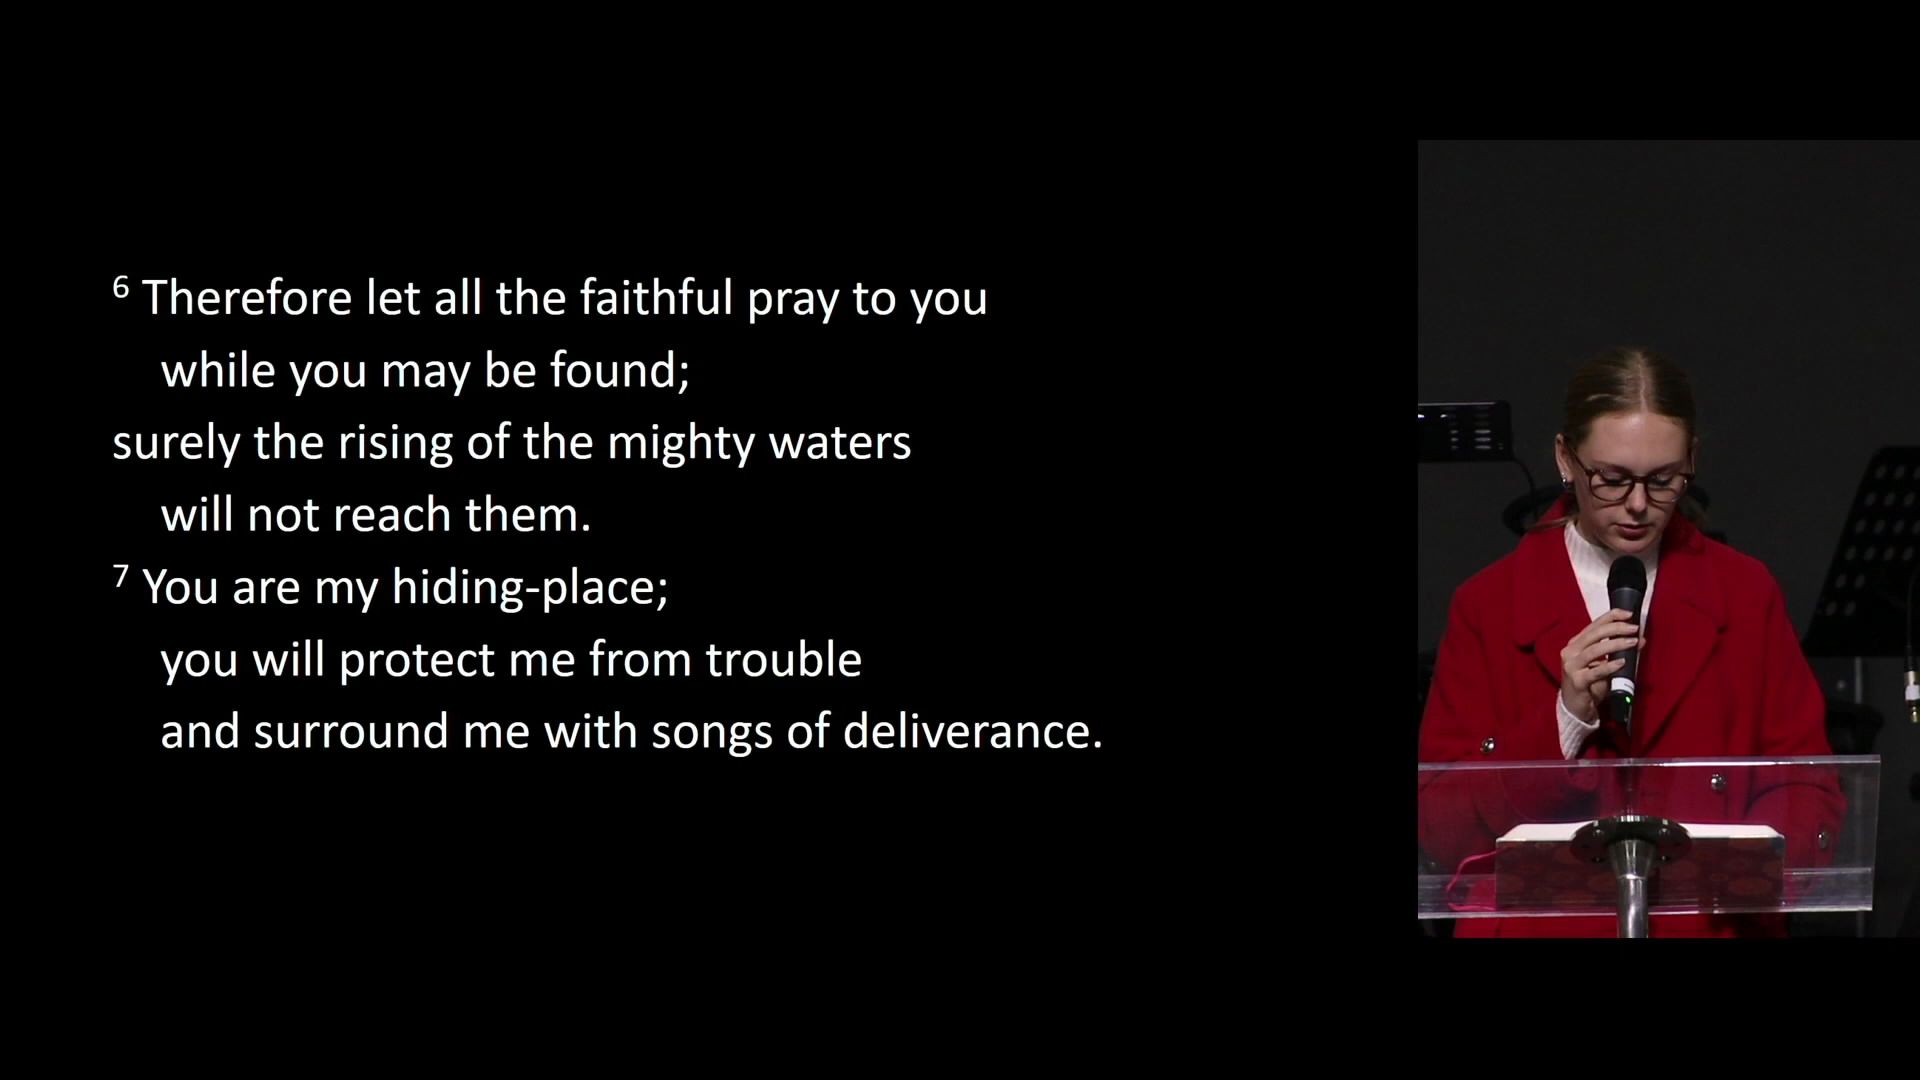 6 Therefore let all the faithful pray to you
while you may be found;
surely the rising of the mighty waters
will not reach them.
7 You are my hiding-place;
you will protect me from trouble
and surround me with songs of deliverance.